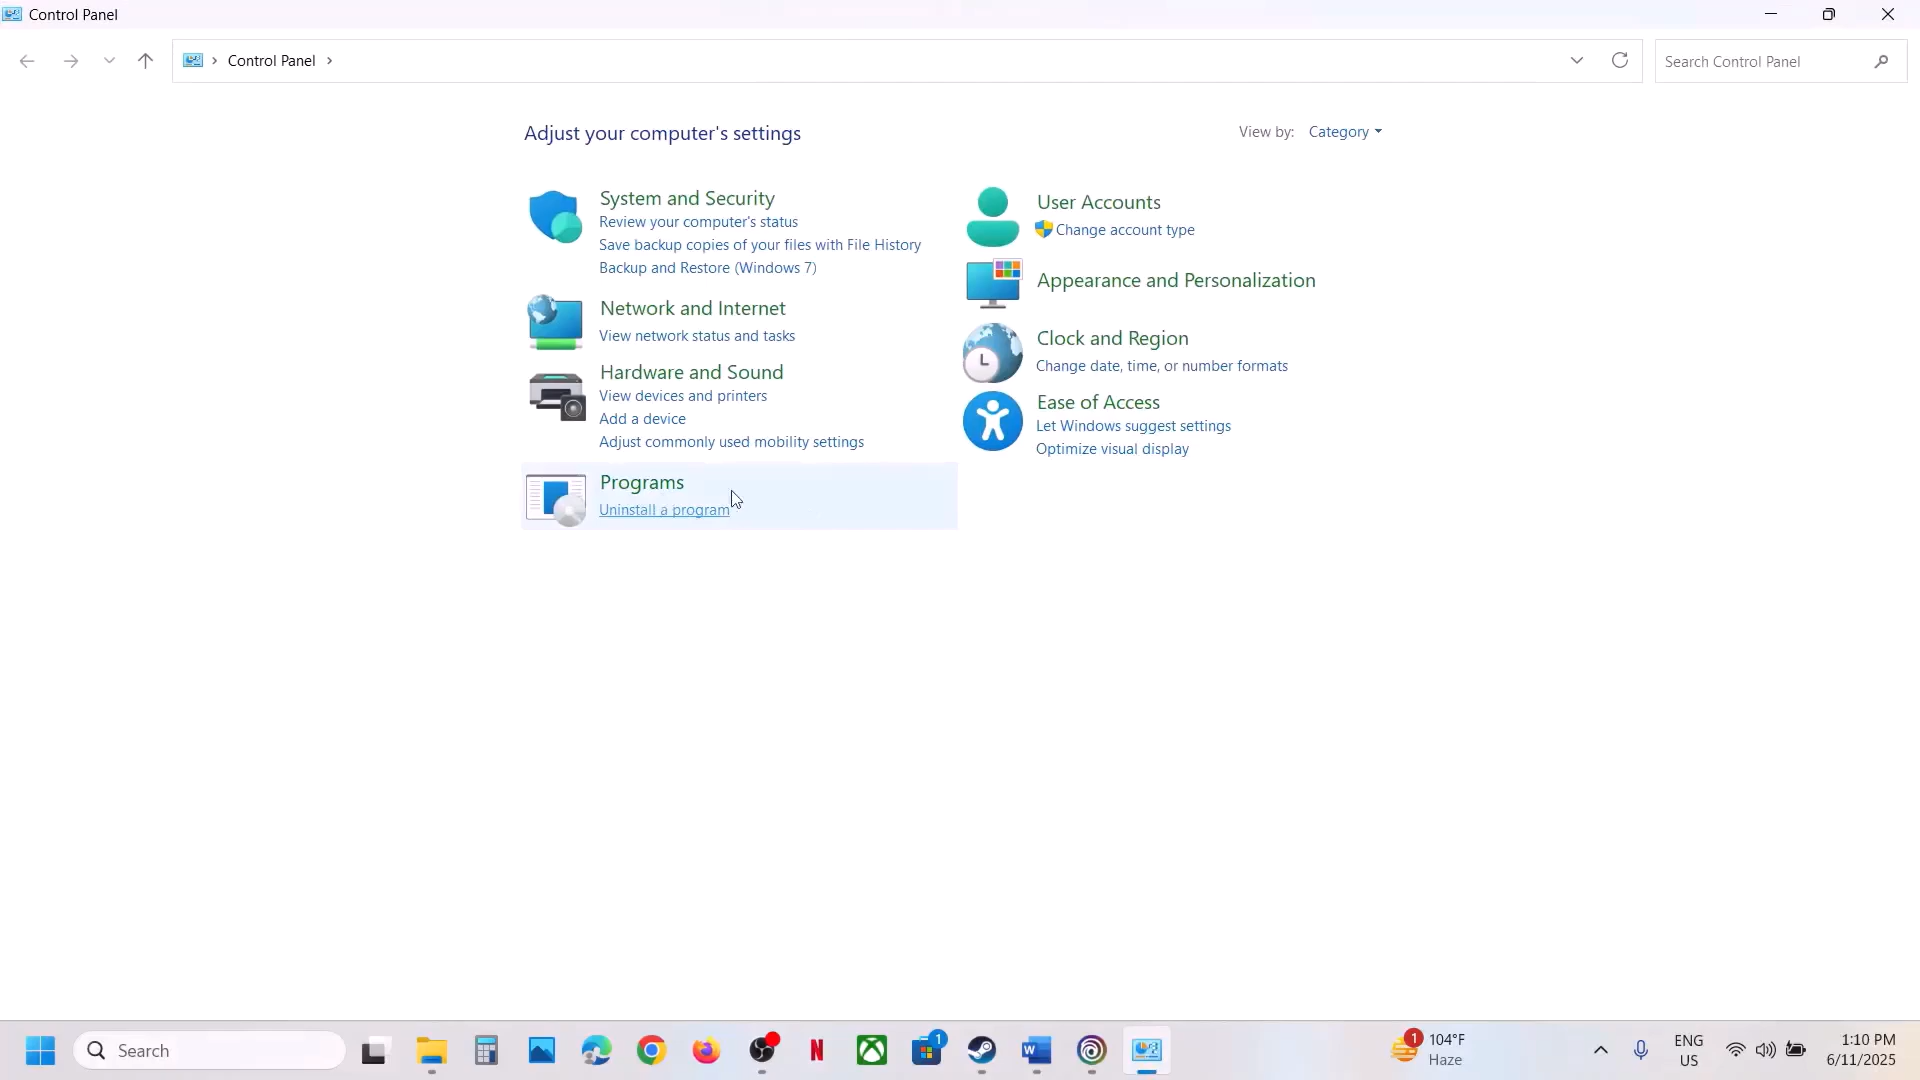 Control Panel
Control Panel
Search Control Panel
Adjust your computer's settings
View by: Category
System and Security
Review your computer's status
Save backup copies of your files with File History
Backup and Restore (Windows 7)
Network and Internet
View network status and tasks
Hardware and Sound
View devices and printers
Add a device
Adjust commonly used mobility settings
Programs
Uninstall a program
User Accounts
Change account type
Appearance and Personalization
Clock and Region
Change date, time, or number formats
Ease of Access
Let Windows suggest settings
Optimize visual display
Search
N
1
W
1
104°F
Haze
ENG
US
1:10 PM
6/11/2025